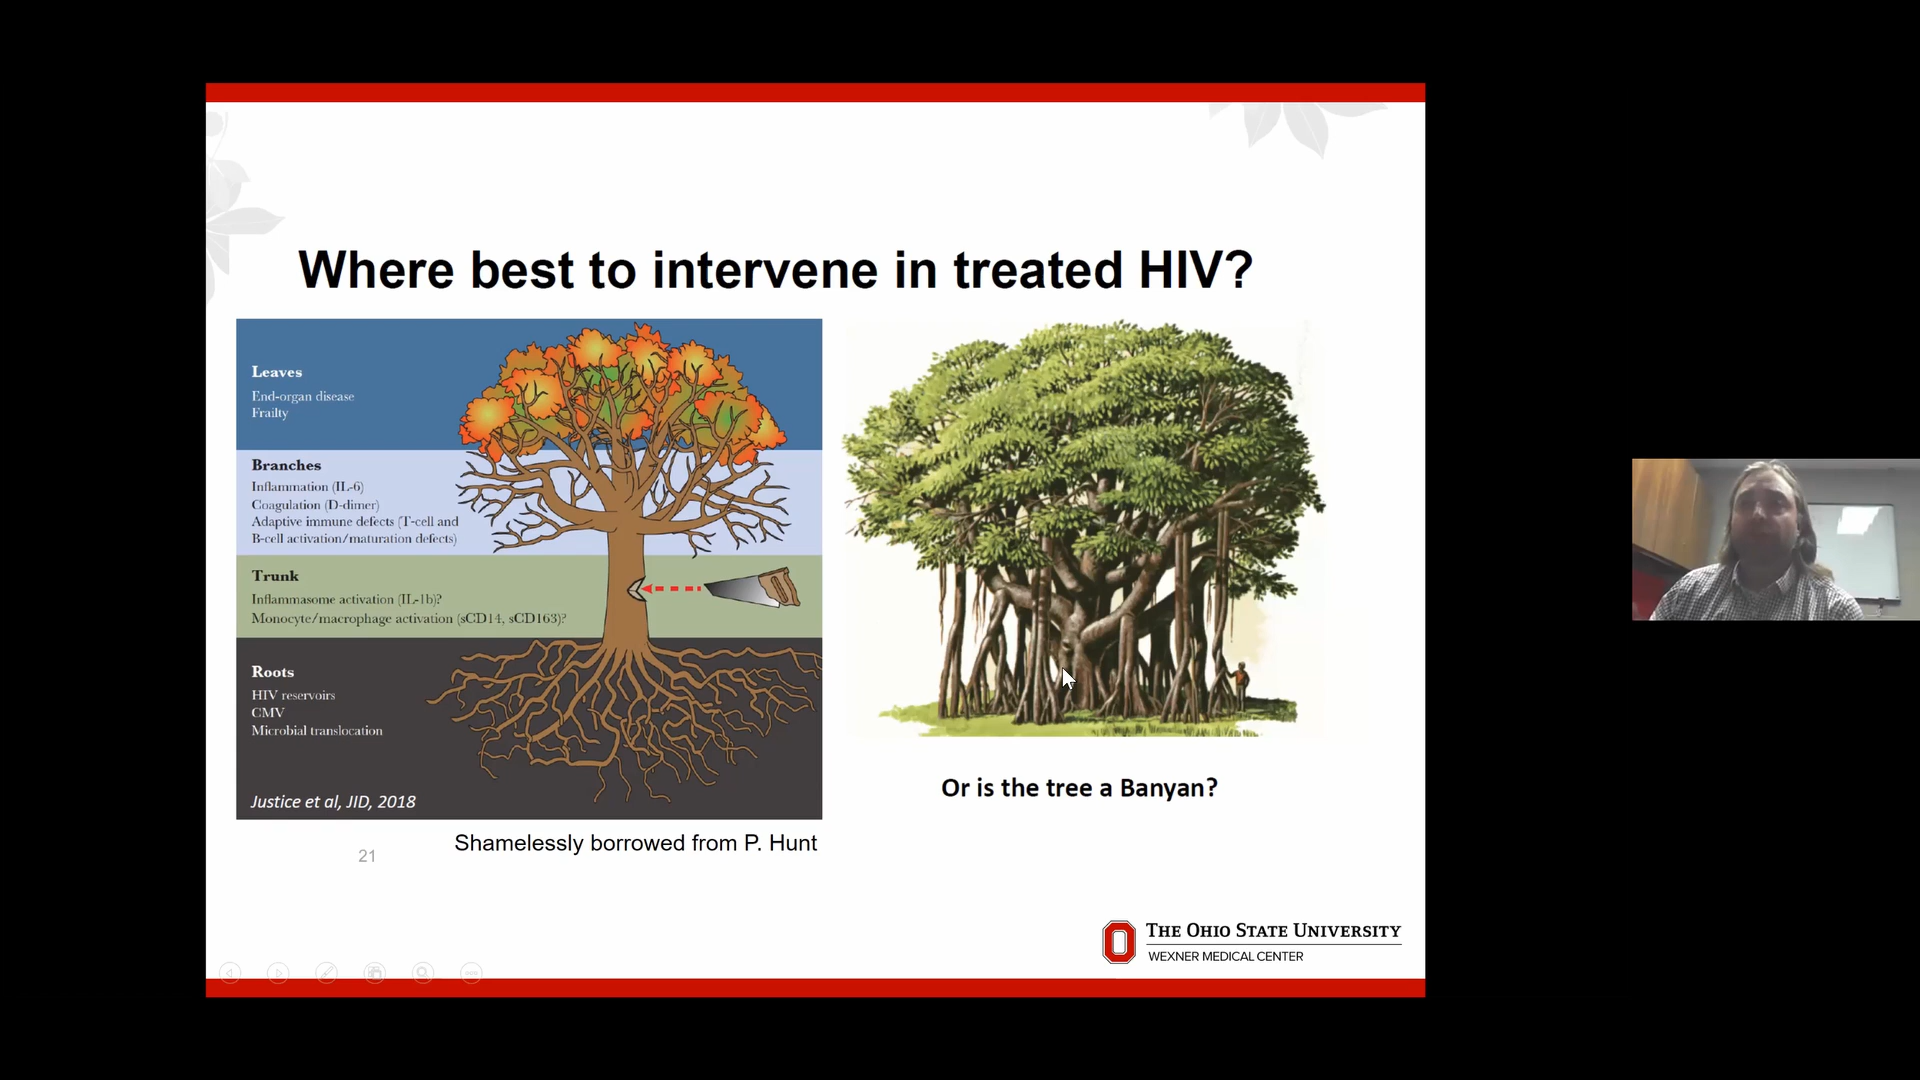 Where best to intervene in treated HIV?
Leaves
End-organ disease
Frailty
Branches
Inflammation (IL-6)
Coagulation (D-dimer)
Adaptive immune defects (T-cell and
B-cell activation/maturation defects)
Trunk
Inflammasome activation (IL-1b)?
Monocyte/macrophage activation (sCD14, sCD163)?
Roots
HIV reservoirs
CMV
Microbial translocation
Justice et al, JID, 2018
Or is the tree a Banyan?
Shamelessly borrowed from P. Hunt
21
THE OHIO STATE UNIVERSITY
WEXNER MEDICAL CENTER